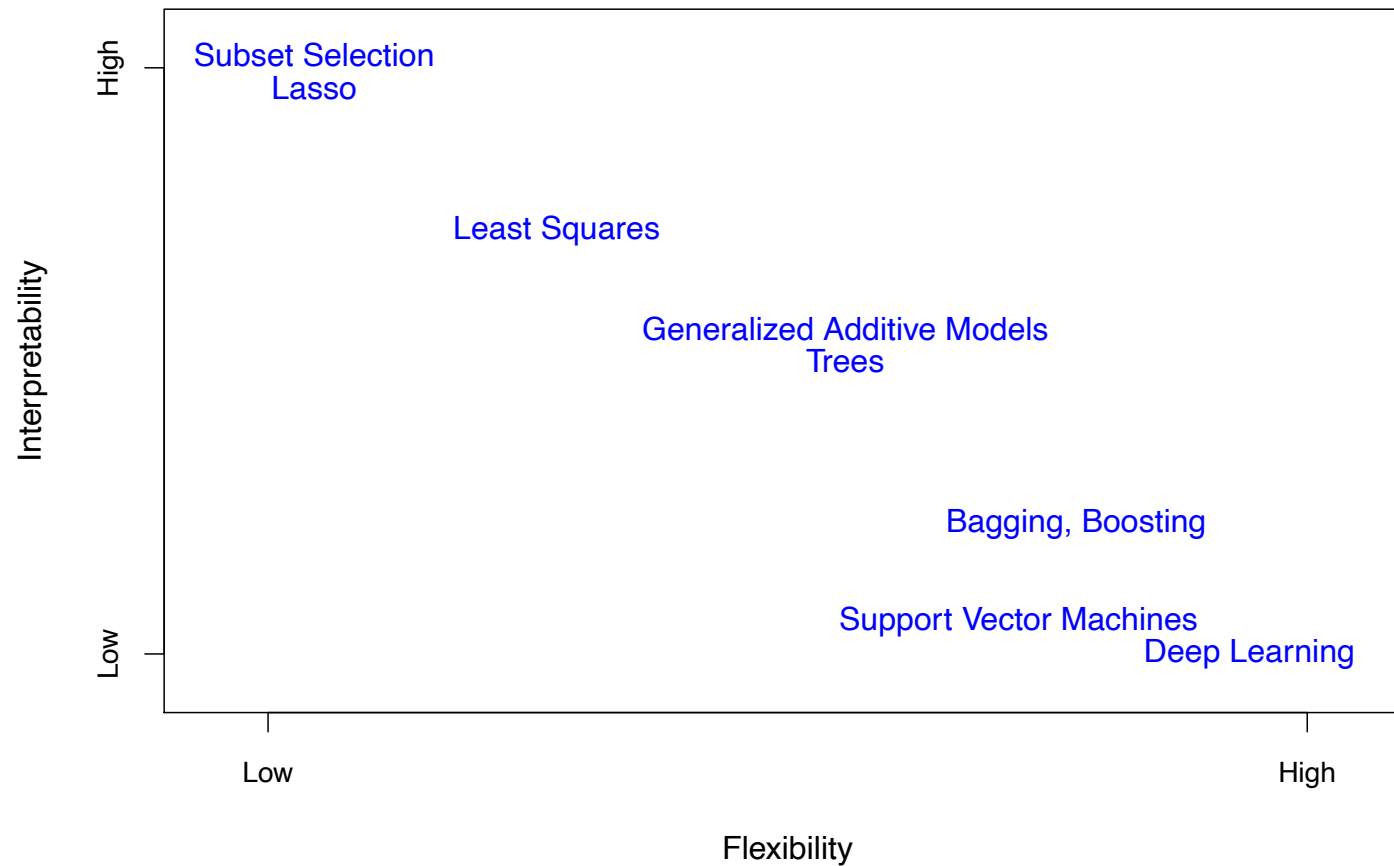 High
Subset Selection
Lasso
Least Squares
Interpretability
Generalized Additive Models
Trees
Bagging, Boosting
Support Vector Machines
Low
Deep Learning
Low
High
Flexibility